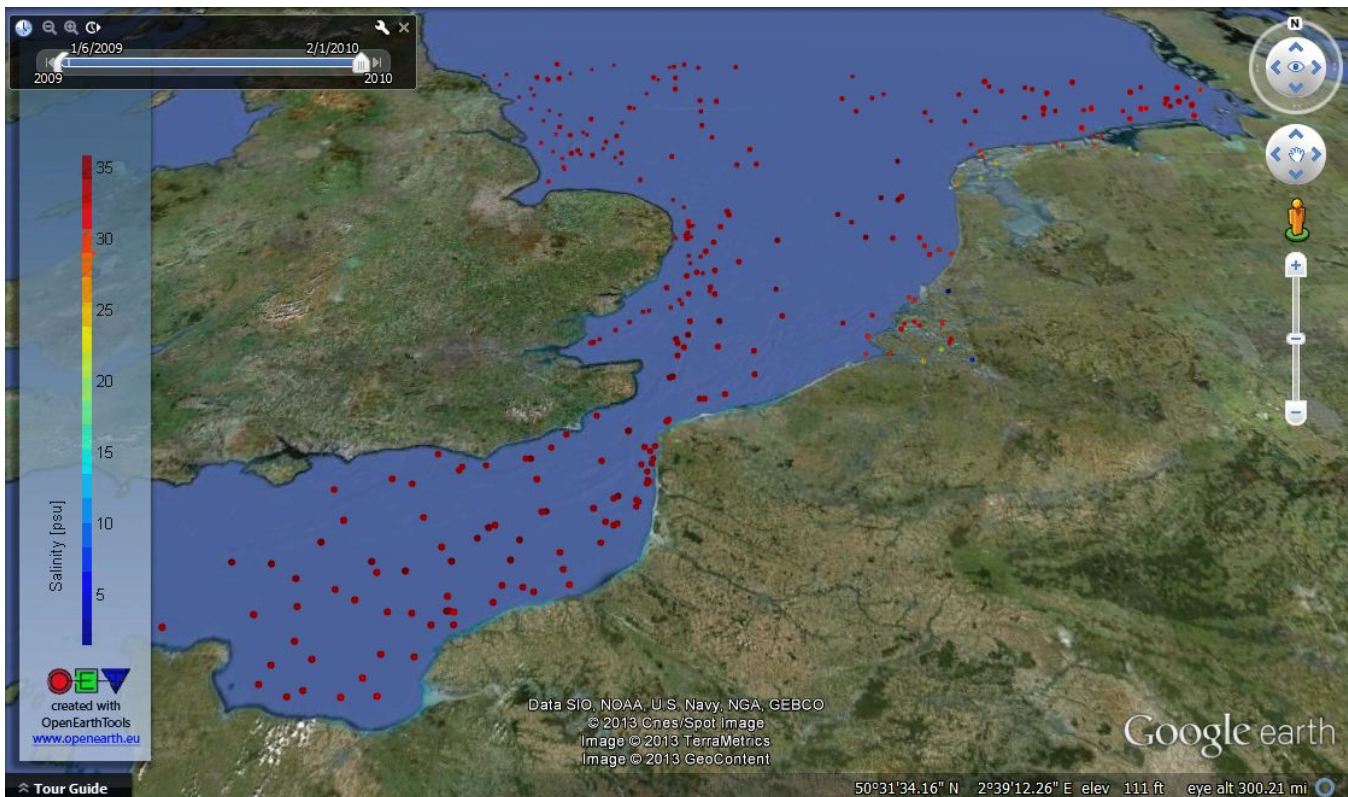 1/6/2009
2/1/2010
2009
2010
N
35
30
25
20
15
10
5
Salinity [psu]
E
created with
OpenEarthTools
www.openearth.eu
Data SIO, NOAA, U.S. Navy, NGA, GEBCO
© 2013 Cnes/Spot Image
Image © 2013 TerraMetrics
Image © 2013 GeoContent
Google earth
Tour Guide
50°31'34.16" N 2°39'12.26" E elev 111 ft eye alt 300.21 mi